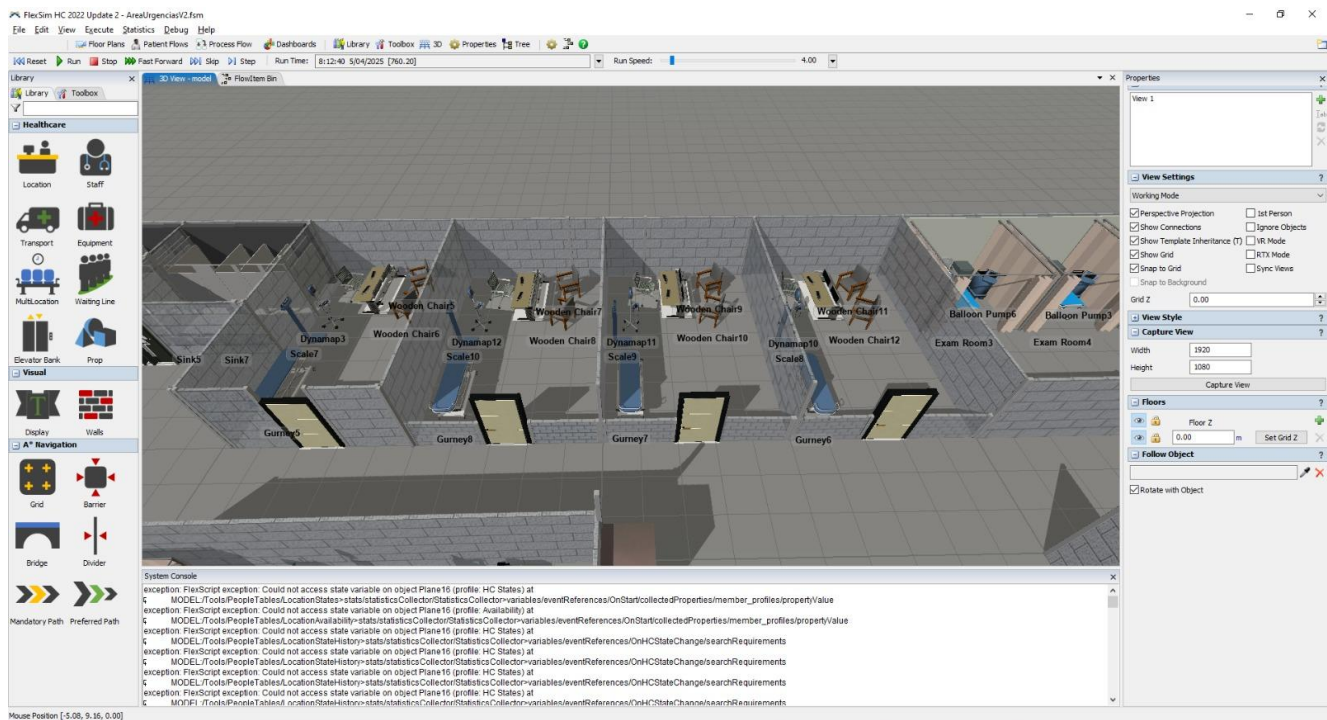 FlexSim HC 2022 Update 2 - AreaUrgenciasV2.fsm
File Edit View Execute Statistics Debug Help
Floor Plans Patient Flows Process Flow Dashboards Library Toolbox 3D Properties Tree
Reset Run Stop Fast Forward Skip Step Run Time: 8:12:40 5/04/2025 [760.20] Run Speed: 4.00
Library
Library Toolbox
Healthcare
Location Staff
Transport Equipment
MultiLocation Waiting Line
Elevator Bank Prop
Visual
Display Walls
A* Navigation
Grid Barrier
Bridge Divider
Mandatory Path Preferred Path
3D View - model FlowItem Bin
Wooden Chair5 Wooden Chair7 Wooden Chair9 Wooden Chair11 Balloon Pump6 Balloon Pump3
Dynamap3 Wooden Chair6 Dynamap12 Wooden Chair8 Dynamap11 Wooden Chair10 Dynamap10 Wooden Chair12 Exam Room3 Exam Room4
Sink5 Sink7 Scale7 Scale10 Scale9 Scale8
Gurney5 Gurney8 Gurney7 Gurney6
System Console
exception: FlexScript exception: Could not access state variable on object Plane16 (profile: HC States) at
MODEL:/Tools/PeopleTables/LocationStates>stats/statisticsCollector/StatisticsCollector>variables/eventReferences/OnStart/collectedProperties/member_profiles/propertyValue
exception: FlexScript exception: Could not access state variable on object Plane16 (profile: Availability) at
MODEL:/Tools/PeopleTables/LocationAvailability>stats/statisticsCollector/StatisticsCollector>variables/eventReferences/OnStart/collectedProperties/member_profiles/propertyValue
exception: FlexScript exception: Could not access state variable on object Plane16 (profile: HC States) at
MODEL:/Tools/PeopleTables/LocationStateHistory>stats/statisticsCollector/StatisticsCollector>variables/eventReferences/OnHCStateChange/searchRequirements
exception: FlexScript exception: Could not access state variable on object Plane16 (profile: HC States) at
MODEL:/Tools/PeopleTables/LocationStateHistory>stats/statisticsCollector/StatisticsCollector>variables/eventReferences/OnHCStateChange/searchRequirements
exception: FlexScript exception: Could not access state variable on object Plane16 (profile: HC States) at
MODEL:/Tools/PeopleTables/LocationStateHistory>stats/statisticsCollector/StatisticsCollector>variables/eventReferences/OnHCStateChange/searchRequirements
exception: FlexScript exception: Could not access state variable on object Plane16 (profile: HC States) at
MODEL:/Tools/PeopleTables/LocationStateHistory>stats/statisticsCollector/StatisticsCollector>variables/eventReferences/OnHCStateChange/searchRequirements
Properties
View 1
View Settings
Working Mode
Perspective Projection 1st Person
Show Connections Ignore Objects
Show Template Inheritance (T) VR Mode
Show Grid RTX Mode
Snap to Grid Sync Views
Snap to Background
Grid Z 0.00
View Style
Capture View
Width 1920
Height 1080
Capture View
Floors
Floor Z
0.00 m Set Grid Z
Follow Object
Rotate with Object
Mouse Position [-5.08, 9.16, 0.00]